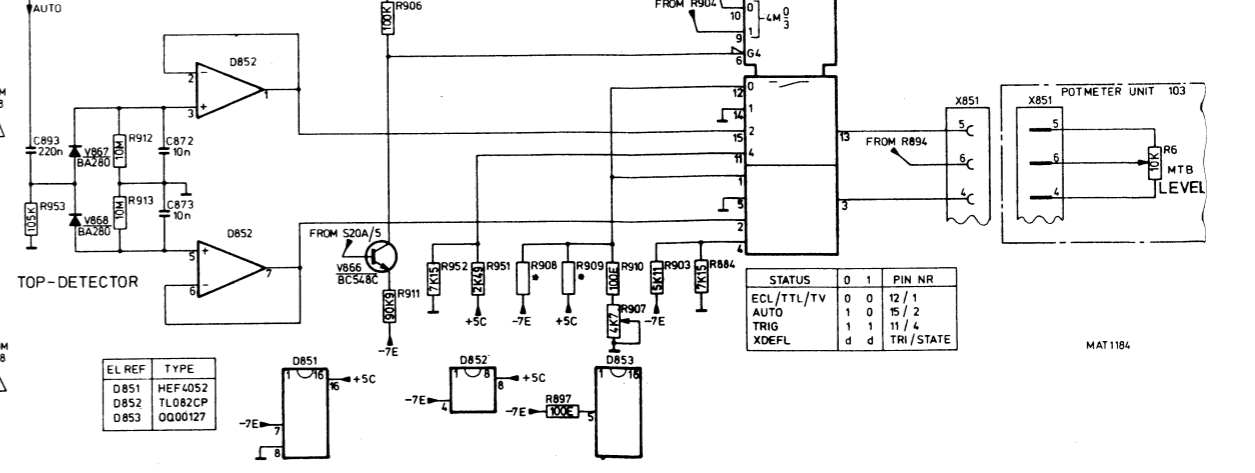 AUTO
R906
100K
FROM R904
0
10
1
9
4M 0/3
G4
6
D852
2
−
1
+
3
C893
220n
V867
BA280
R912
10M
C872
10n
R953
105K
V868
BA280
R913
10M
C873
10n
5
+
D852
7
6
−
TOP-DETECTOR
12
0
1
14
15
2
4
11
1
5
2
4
13
3
FROM S20A/5
V866
BC548C
R911
90K9
-7E
R952
7K15
R951
2K49
+5C
R908
*
-7E
R909
*
+5C
R910
100E
R907
4K7
R903
5K11
-7E
R884
7K15
X851
5
6
4
FROM R894
POTMETER UNIT 103
X851
5
6
4
R6
10K
MTB
LEVEL
STATUS 0 1 PIN NR
ECL/TTL/TV 0 0 12/1
AUTO 1 0 15/2
TRIG 1 1 11/4
XDEFL d d TRI/STATE
MAT1184
EL REF TYPE
D851 HEF4052
D852 TL082CP
D853 OQ00127
D851
1 16
16
+5C
-7E
7
8
D852
1 8
8
+5C
-7E
4
D853
1 16
R897
-7E
100E
5